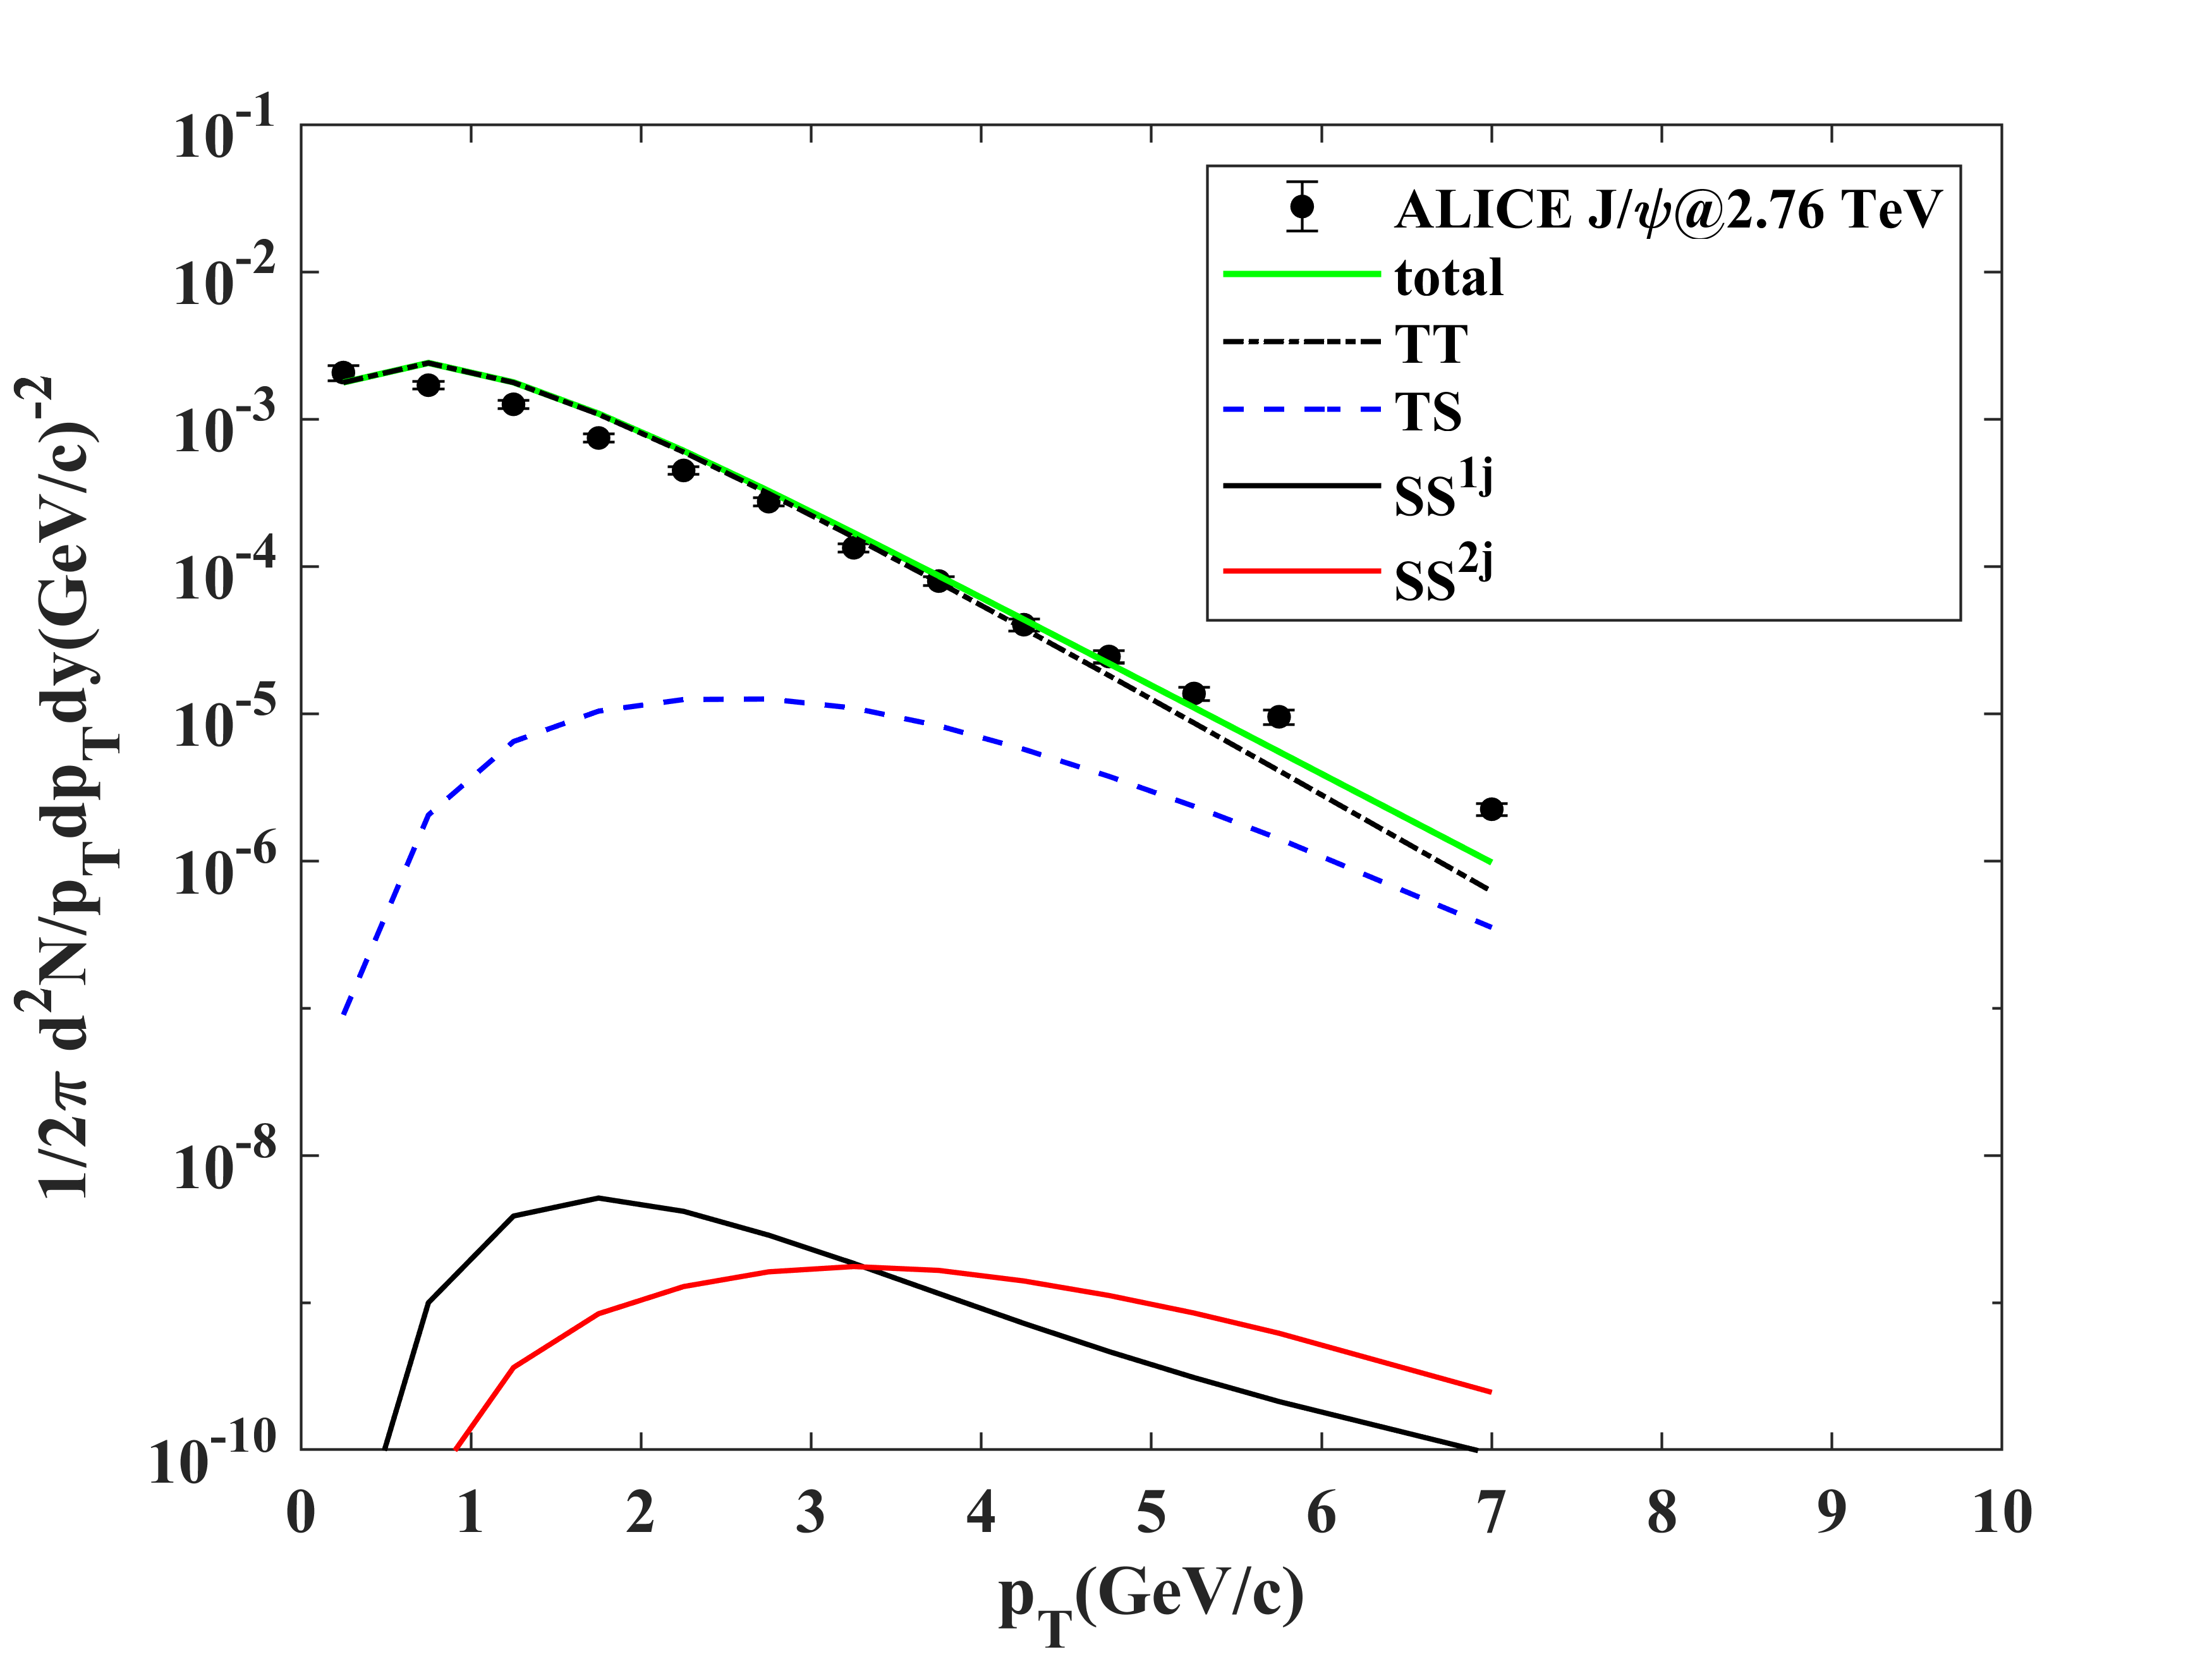 10^-1
10^-2
10^-3
10^-4
10^-5
10^-6
10^-8
10^-10
1/2π d^2N/p_Tdp_Tdy(GeV/c)^-2
ALICE J/ψ@2.76 TeV
total
TT
TS
SS^1j
SS^2j
0 1 2 3 4 5 6 7 8 9 10
p_T(GeV/c)